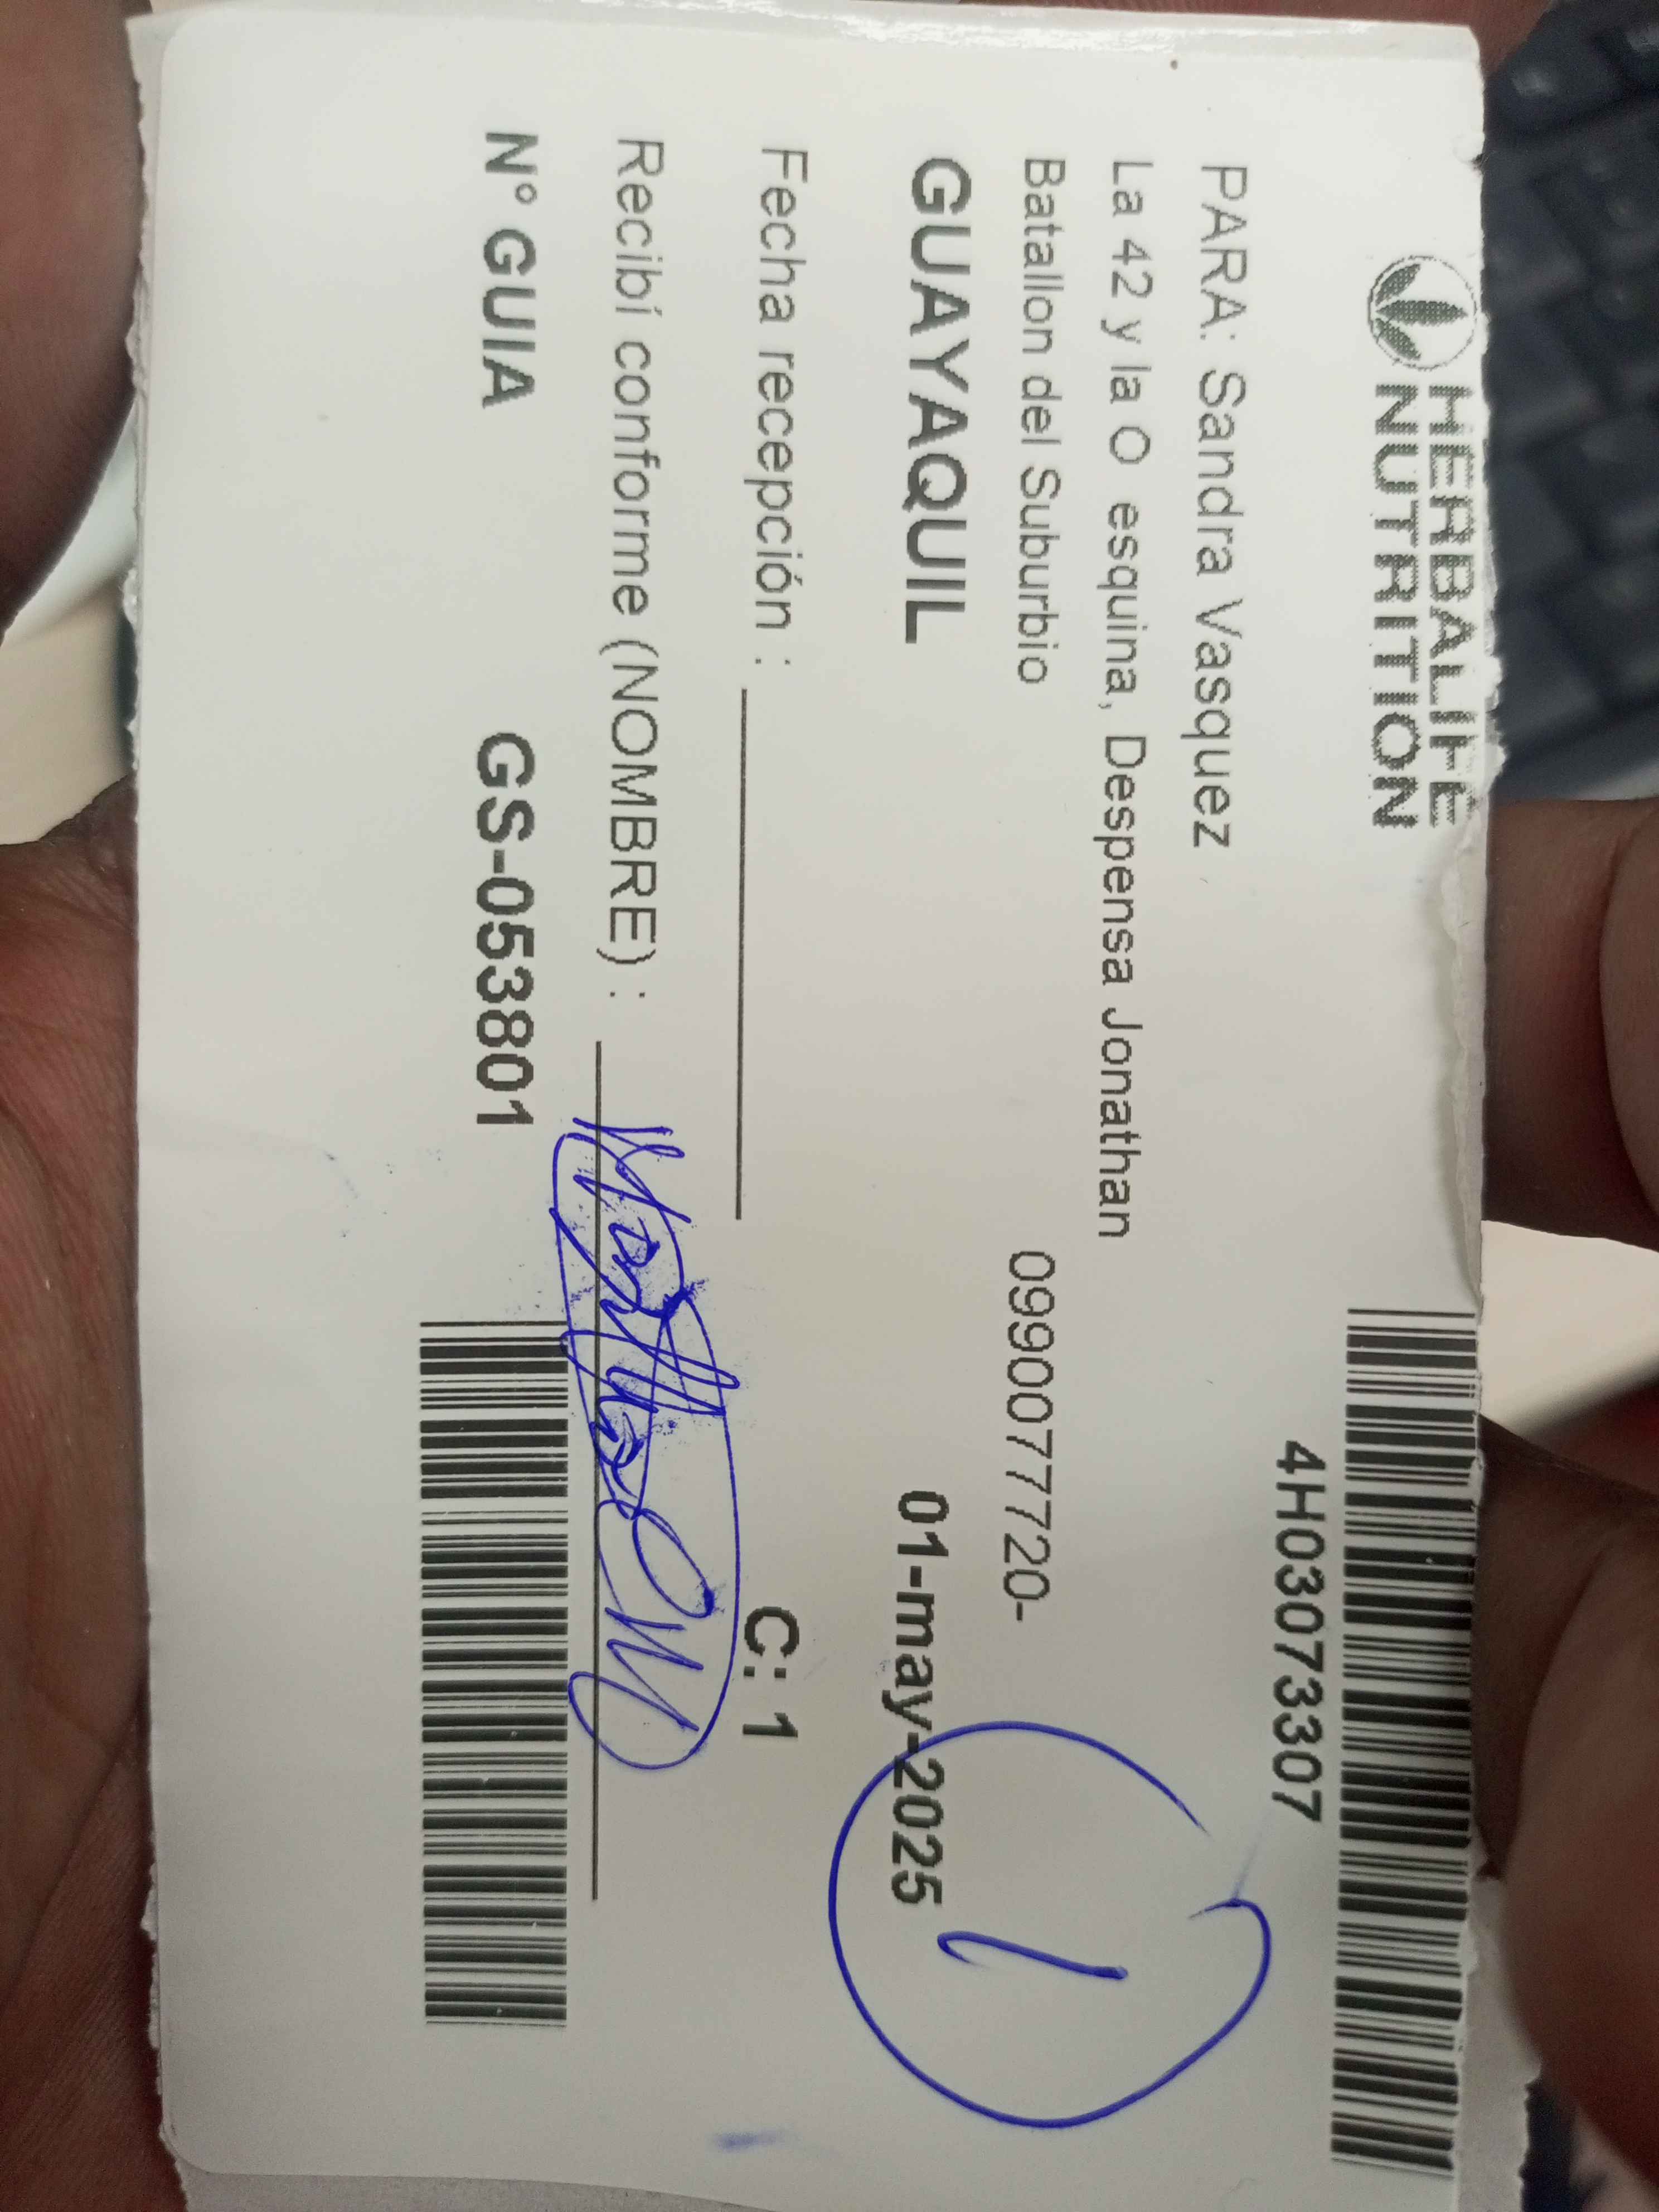 HERBALIFE
NUTRITION
4H03073307
PARA: Sandra Vasquez
La 42 y la O esquina, Despensa Jonathan
Batallon del Suburbio 0990077720-
GUAYAQUIL 01-may-2025
1
Fecha recepción :
C: 1
Recibí conforme (NOMBRE) :
N° GUIA GS-053801